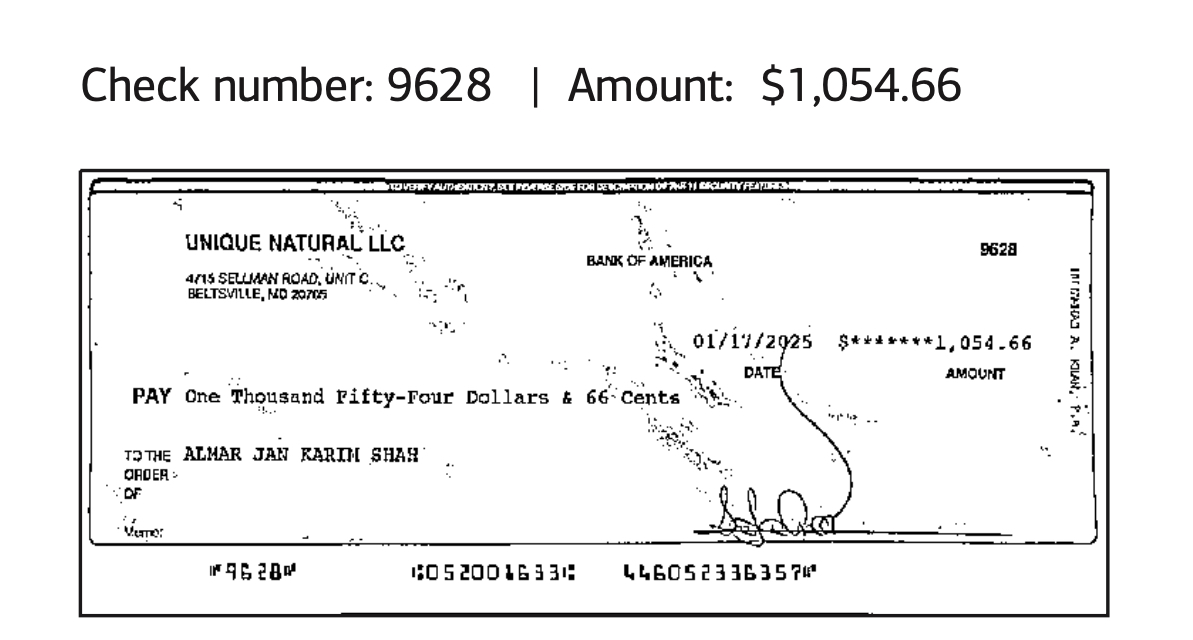 Check number: 9628 | Amount: $1,054.66
TO VERIFY AUTHENTICITY, SEE REVERSE SIDE FOR DESCRIPTION OF THE 11 SECURITY FEATURES
UNIQUE NATURAL LLC
4715 SELLMAN ROAD, UNIT C
BELTSVILLE, MD 20705
BANK OF AMERICA
9628
01/17/2025 $*******1,054.66
DATE AMOUNT
PAY One Thousand Fifty-Four Dollars & 66 Cents
TO THE ALMAR JAN KARIM SHAH
ORDER
OF
Memo:
⑈9628⑈ ⑆052001633⑆ 446052336357⑈
A. KHAN, P.A.